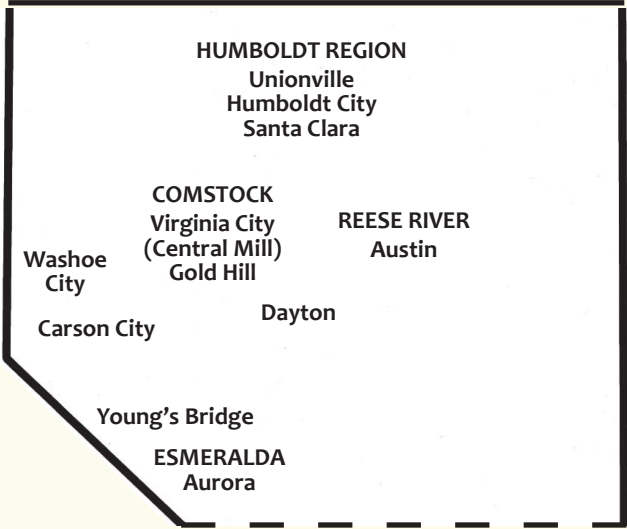 HUMBOLDT REGION
Unionville
Humboldt City
Santa Clara
COMSTOCK
Virginia City
(Central Mill)
Gold Hill
REESE RIVER
Austin
Washoe
City
Dayton
Carson City
Young's Bridge
ESMERALDA
Aurora